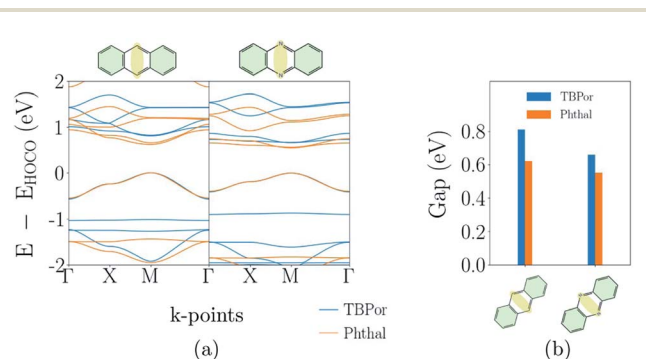 2
1
0
-1
-2
E − E_HOCO (eV)
Γ X M Γ X M Γ
k-points
TBPor
Phthal
(a)
N
N
TBPor
Phthal
0.8
0.6
0.4
0.2
0.0
Gap (eV)
(b)